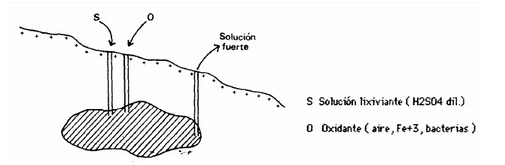 S
O
Solución
fuerte
S Solución lixiviante ( H2SO4 dil.)
O Oxidante ( aire, Fe+3, bacterias )